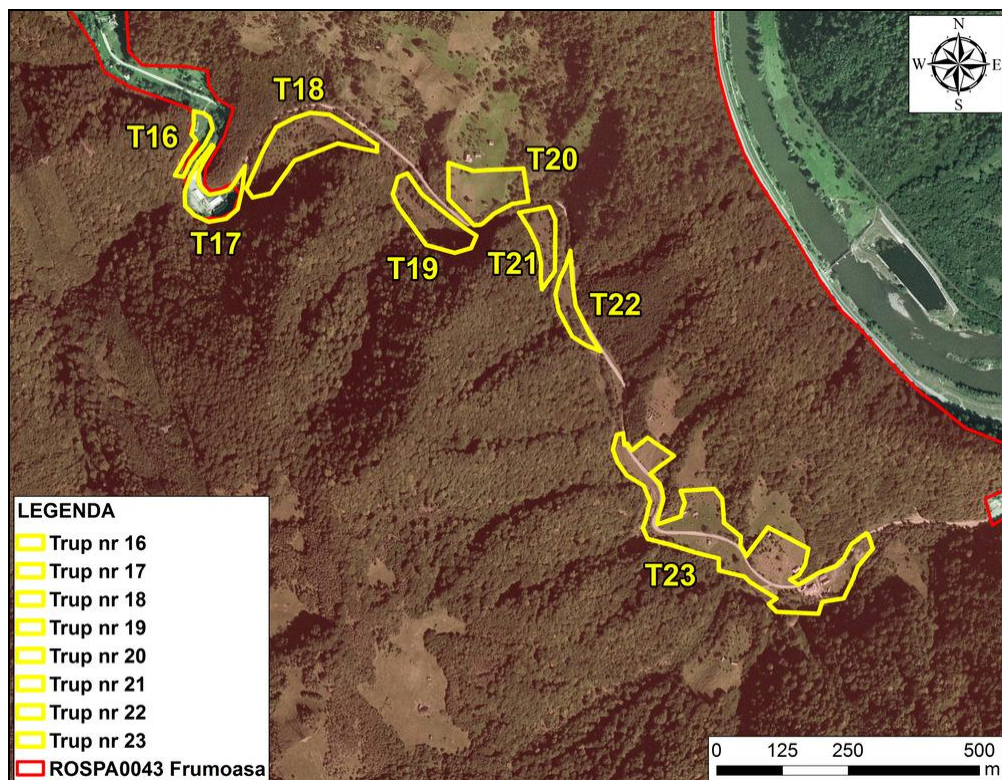 N
W E
S
T18
T16
T20
T17
T19
T21
T22
T23
LEGENDA
Trup nr 16
Trup nr 17
Trup nr 18
Trup nr 19
Trup nr 20
Trup nr 21
Trup nr 22
Trup nr 23
ROSPA0043 Frumoasa
0 125 250 500
m